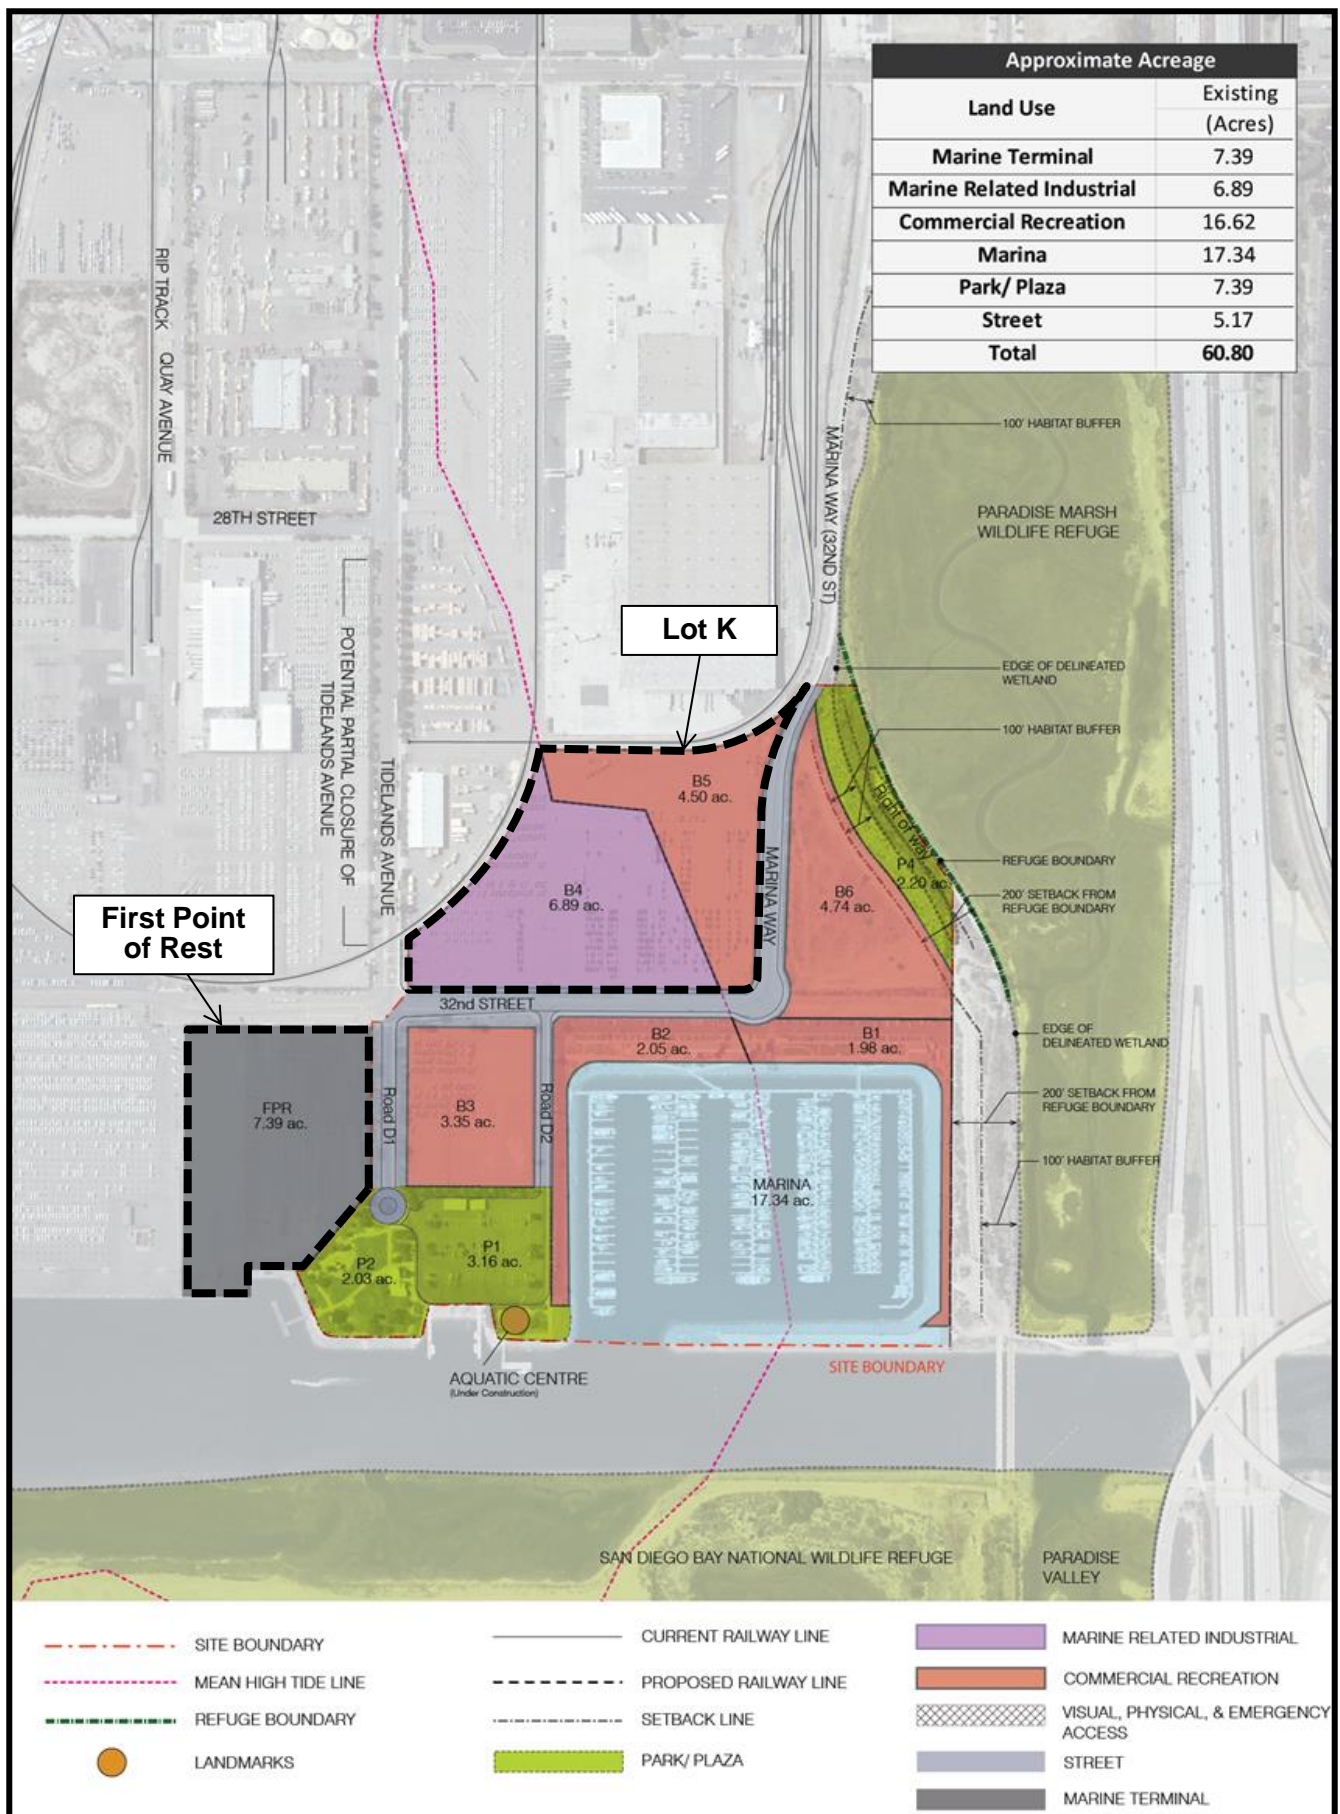 Approximate Acreage
Land Use
Existing
(Acres)
Marine Terminal 7.39
Marine Related Industrial 6.89
Commercial Recreation 16.62
Marina 17.34
Park/ Plaza 7.39
Street 5.17
Total 60.80
RIP TRACK
QUAY AVENUE
28TH STREET
POTENTIAL PARTIAL CLOSURE OF
TIDELANDS AVENUE
TIDELANDS AVENUE
MARINA WAY (32ND ST)
100' HABITAT BUFFER
PARADISE MARSH
WILDLIFE REFUGE
Lot K
EDGE OF DELINEATED
WETLAND
100' HABITAT BUFFER
B5
4.50 ac.
Right of way
MARINA WAY
B4
6.89 ac.
B6
4.74 ac.
P4
2.20 ac.
REFUGE BOUNDARY
200' SETBACK FROM
REFUGE BOUNDARY
First Point
of Rest
32nd STREET
B2
2.05 ac.
B1
1.98 ac.
EDGE OF
DELINEATED WETLAND
FPR
7.39 ac.
Road D1
B3
3.35 ac.
Road D2
200' SETBACK FROM
REFUGE BOUNDARY
100' HABITAT BUFFER
MARINA
17.34 ac.
P2
2.03 ac.
P1
3.16 ac.
AQUATIC CENTRE
(Under Construction)
SITE BOUNDARY
SAN DIEGO BAY NATIONAL WILDLIFE REFUGE
PARADISE
VALLEY
SITE BOUNDARY
MEAN HIGH TIDE LINE
REFUGE BOUNDARY
LANDMARKS
CURRENT RAILWAY LINE
PROPOSED RAILWAY LINE
SETBACK LINE
PARK/ PLAZA
MARINE RELATED INDUSTRIAL
COMMERCIAL RECREATION
VISUAL, PHYSICAL, & EMERGENCY
ACCESS
STREET
MARINE TERMINAL